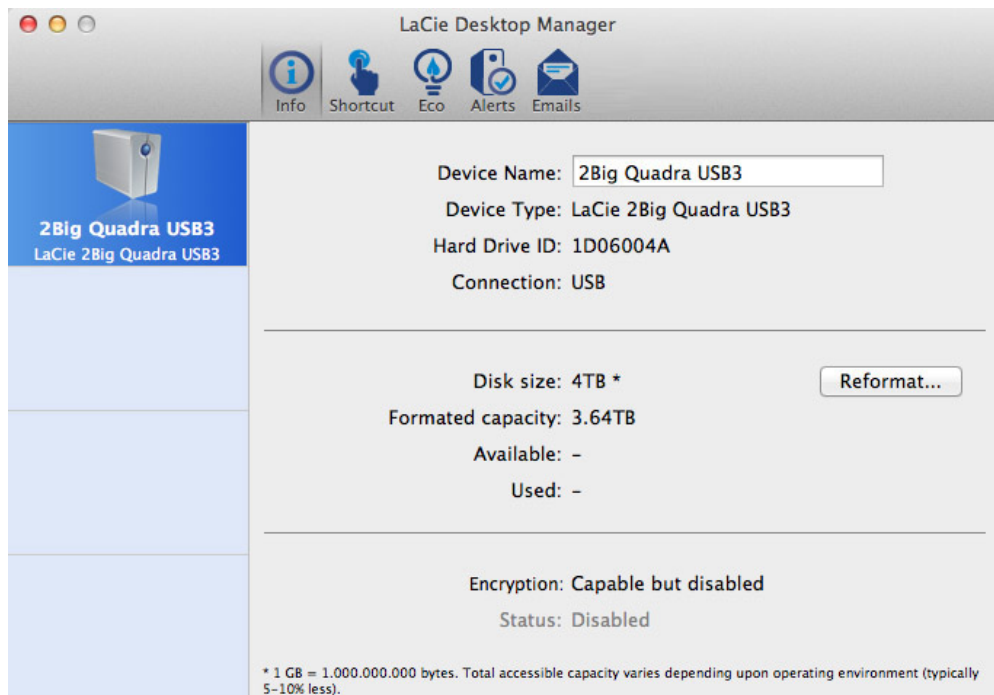 LaCie Desktop Manager
Info Shortcut Eco Alerts Emails
2Big Quadra USB3
LaCie 2Big Quadra USB3
Device Name: 2Big Quadra USB3
Device Type: LaCie 2Big Quadra USB3
Hard Drive ID: 1D06004A
Connection: USB
Disk size: 4TB *
Reformat...
Formated capacity: 3.64TB
Available: –
Used: –
Encryption: Capable but disabled
Status: Disabled
* 1 GB = 1.000.000.000 bytes. Total accessible capacity varies depending upon operating environment (typically
5-10% less).